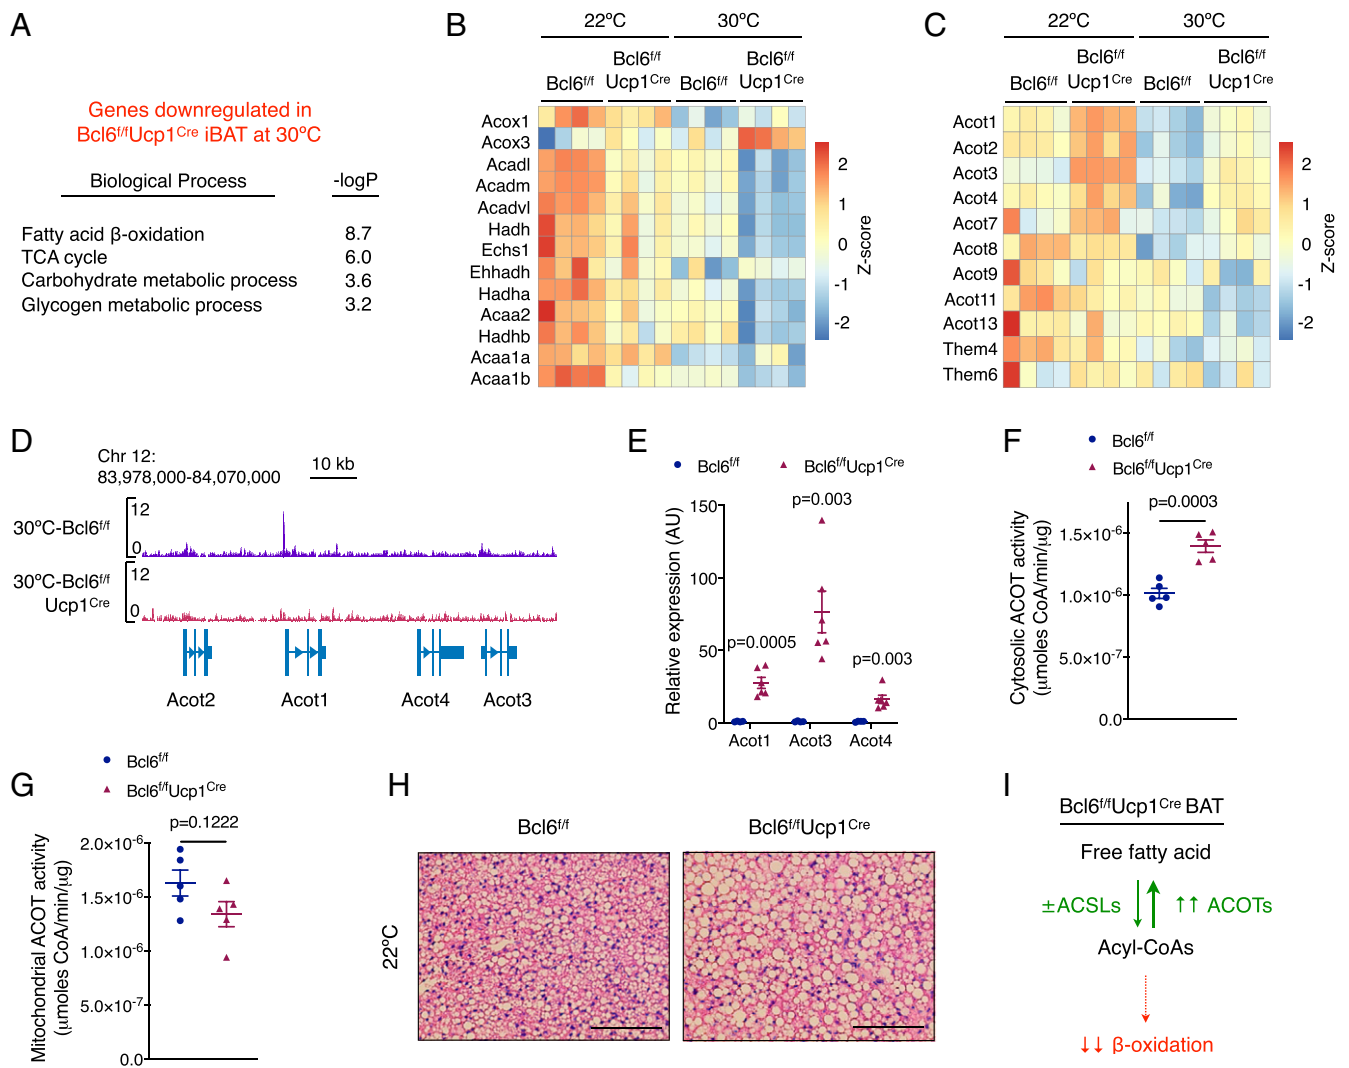 A
Genes downregulated in
Bcl6f/fUcp1Cre iBAT at 30ºC
Biological Process -logP
Fatty acid β-oxidation 8.7
TCA cycle 6.0
Carbohydrate metabolic process 3.6
Glycogen metabolic process 3.2
B
22ºC 30ºC
Bcl6f/f Bcl6f/f Ucp1Cre Bcl6f/f Bcl6f/f Ucp1Cre
Acox1
Acox3
Acadl
Acadm
Acadvl
Hadh
Echs1
Ehhadh
Hadha
Acaa2
Hadhb
Acaa1a
Acaa1b
2
1
0
-1
-2
Z-score
C
22ºC 30ºC
Bcl6f/f Bcl6f/f Ucp1Cre Bcl6f/f Bcl6f/f Ucp1Cre
Acot1
Acot2
Acot3
Acot4
Acot7
Acot8
Acot9
Acot11
Acot13
Them4
Them6
2
1
0
-1
-2
Z-score
D
Chr 12:
83,978,000-84,070,000
10 kb
30ºC-Bcl6f/f
12
0
30ºC-Bcl6f/f
Ucp1Cre
12
0
Acot2 Acot1 Acot4 Acot3
E
Bcl6f/f Bcl6f/fUcp1Cre
Relative expression (AU)
150
100
50
0
p=0.0005
p=0.003
p=0.003
Acot1 Acot3 Acot4
F
Bcl6f/f
Bcl6f/fUcp1Cre
p=0.0003
Cytosolic ACOT activity
(μmoles CoA/min/μg)
1.5×10-6
1.0×10-6
5.0×10-7
0.0
G
Bcl6f/f
Bcl6f/fUcp1Cre
p=0.1222
Mitochondrial ACOT activity
(μmoles CoA/min/μg)
2.0×10-6
1.5×10-6
1.0×10-6
5.0×10-7
0.0
H
Bcl6f/f Bcl6f/fUcp1Cre
22ºC
I
Bcl6f/fUcp1Cre BAT
Free fatty acid
±ACSLs ↑↑ ACOTs
Acyl-CoAs
↓↓ β-oxidation